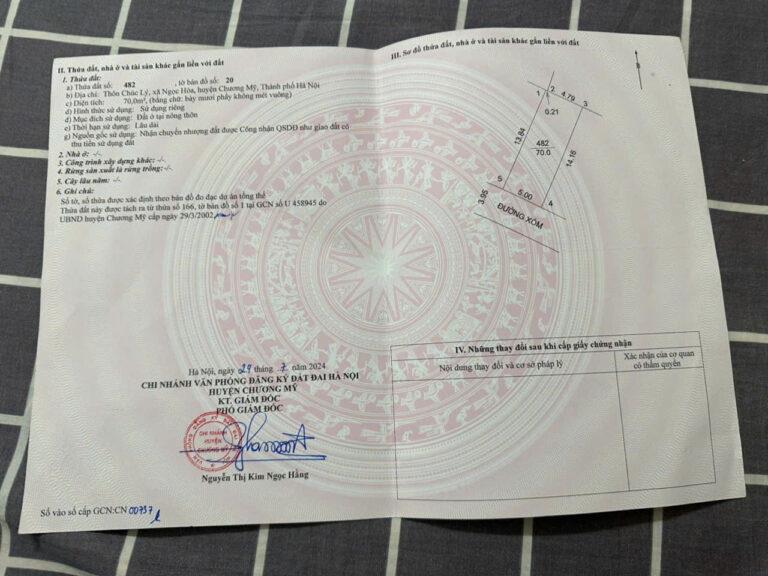 II. Thửa đất, nhà ở và tài sản khác gắn liền với đất
1. Thửa đất:
a) Thửa đất số: 482 , tờ bản đồ số: 20
b) Địa chỉ: Thôn Chúc Lý, xã Ngọc Hòa, huyện Chương Mỹ, Thành phố Hà Nội
c) Diện tích: 70,0m², (bằng chữ: bảy mươi phẩy không mét vuông)
d) Hình thức sử dụng: Sử dụng riêng
đ) Mục đích sử dụng: Đất ở tại nông thôn
e) Thời hạn sử dụng: Lâu dài
g) Nguồn gốc sử dụng: Nhận chuyển nhượng đất được Công nhận QSDĐ như giao đất có
thu tiền sử dụng đất
2. Nhà ở: -/-
3. Công trình xây dựng khác: -/-
4. Rừng sản xuất là rừng trồng: -/-
5. Cây lâu năm: -/-
6. Ghi chú:
Số tờ, số thửa được xác định theo bản đồ đo đạc dự án tổng thể
Thửa đất này được tách ra từ thửa số 166, tờ bản đồ số 1 tại GCN số U 458945 do
UBND huyện Chương Mỹ cấp ngày 29/3/2002
Hà Nội, ngày 29 tháng 7 năm 2024
CHI NHÁNH VĂN PHÒNG ĐĂNG KÝ ĐẤT ĐAI HÀ NỘI
HUYỆN CHƯƠNG MỸ
KT. GIÁM ĐỐC
PHÓ GIÁM ĐỐC
CHI NHÁNH
HUYỆN
CHƯƠNG MỸ
Nguyễn Thị Kim Ngọc Hằng
Số vào sổ cấp GCN:CN 00737
III. Sơ đồ thửa đất, nhà ở và tài sản khác gắn liền với đất
B
1 2 4.79 3
0.21
13.84
482
70.0
14.16
5 5.00 4
3.95
ĐƯỜNG XÓM
IV. Những thay đổi sau khi cấp giấy chứng nhận
Nội dung thay đổi và cơ sở pháp lý
Xác nhận của cơ quan
có thẩm quyền